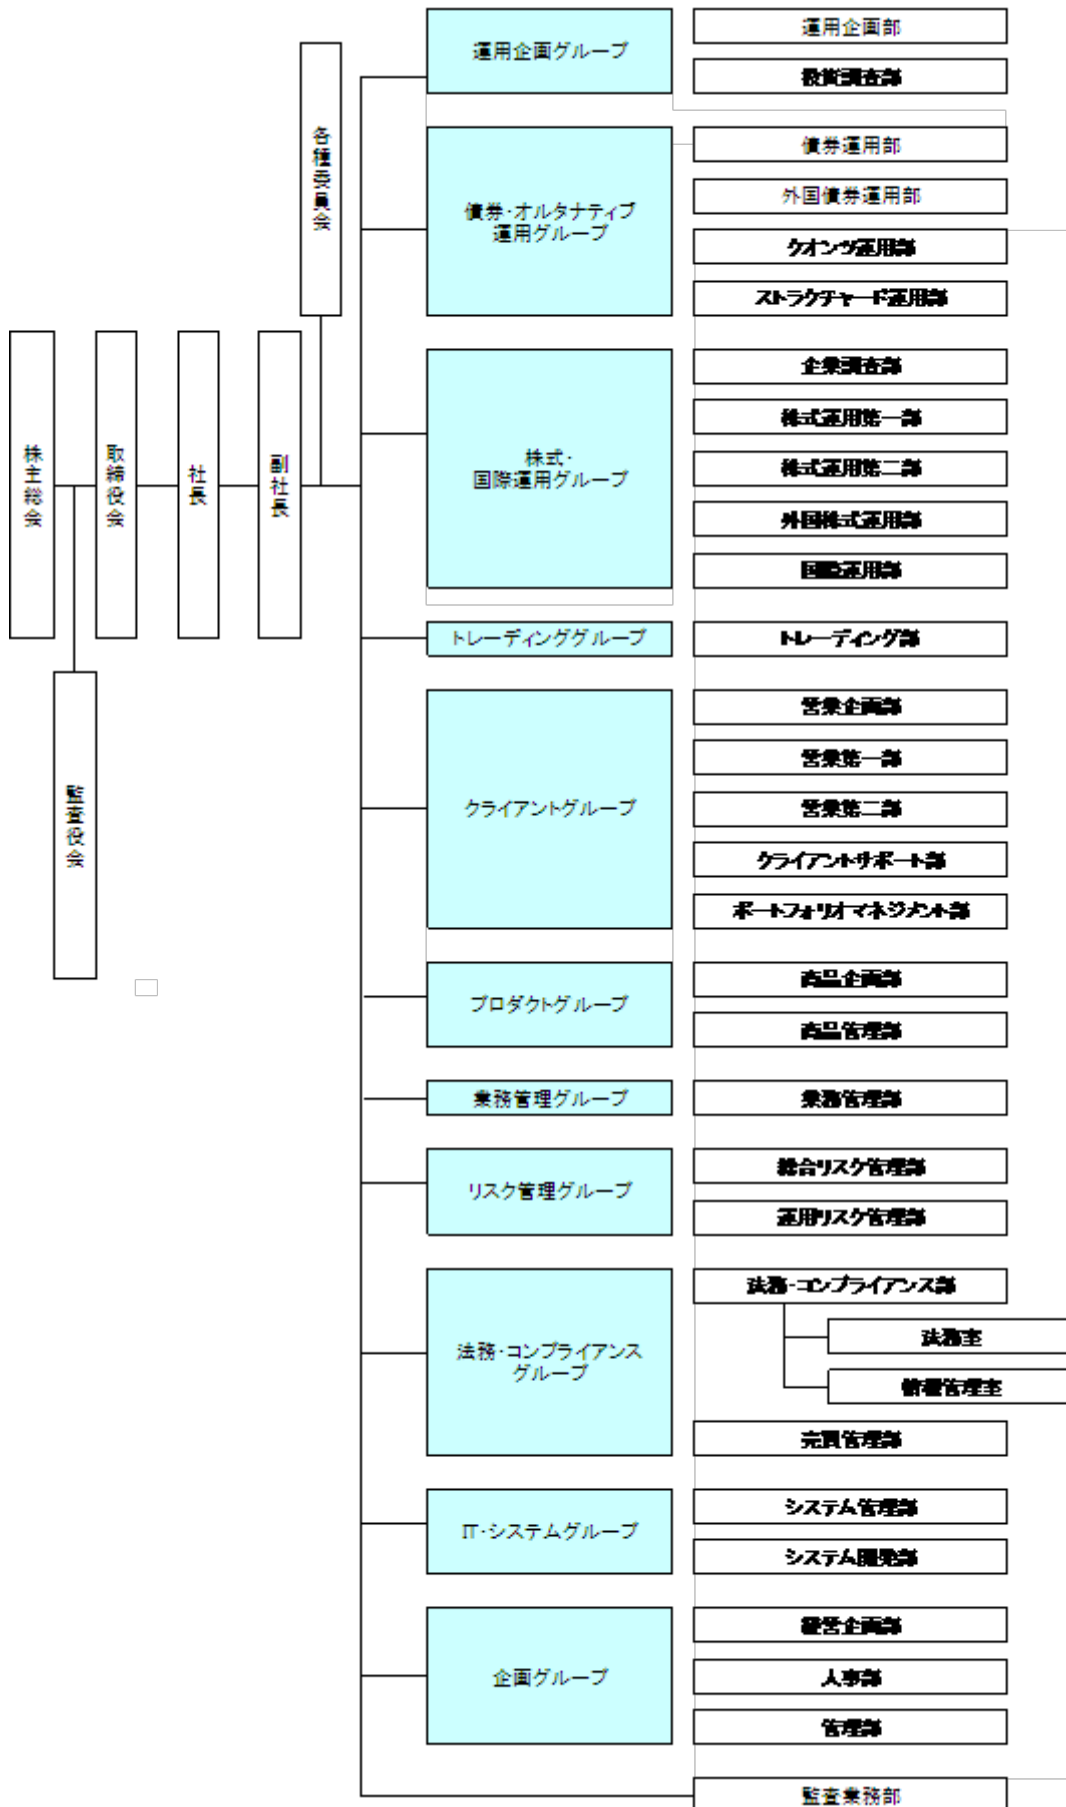 株主総会
監査役会
取締役会
社長
副社長
各種委員会
運用企画グループ
運用企画部
投資調査部
債券・オルタナティブ
運用グループ
債券運用部
外国債券運用部
クオンツ運用部
ストラクチャード運用部
株式・
国際運用グループ
企業調査部
株式運用第一部
株式運用第二部
外国株式運用部
国際運用部
トレーディンググループ
トレーディング部
クライアントグループ
営業企画部
営業第一部
営業第二部
クライアントサポート部
ポートフォリオマネジメント部
プロダクトグループ
商品企画部
商品管理部
業務管理グループ
業務管理部
リスク管理グループ
総合リスク管理部
運用リスク管理部
法務・コンプライアンス
グループ
法務・コンプライアンス部
法務室
情報管理室
売買管理部
IT・システムグループ
システム管理部
システム開発部
企画グループ
経営企画部
人事部
管理部
監査業務部